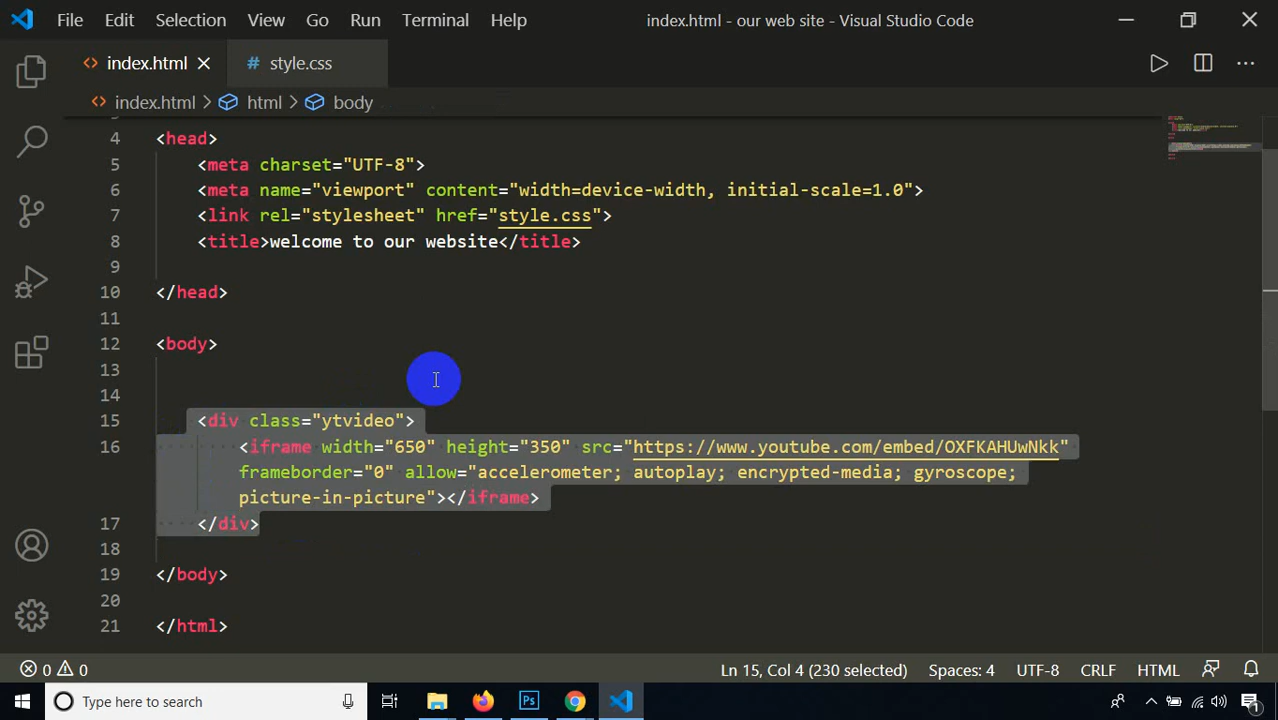 File Edit Selection View Go Run Terminal Help index.html - our web site - Visual Studio Code
index.html # style.css
index.html > html > body
4 <head>
5 <meta charset="UTF-8">
6 <meta name="viewport" content="width=device-width, initial-scale=1.0">
7 <link rel="stylesheet" href="style.css">
8 <title>welcome to our website</title>
9
10 </head>
11
12 <body>
13
14
15 <div class="ytvideo">
16 <iframe width="650" height="350" src="https://www.youtube.com/embed/OXFKAHUwNkk"
frameborder="0" allow="accelerometer; autoplay; encrypted-media; gyroscope;
picture-in-picture"></iframe>
17 </div>
18
19 </body>
20
21 </html>
0 0 Ln 15, Col 4 (230 selected) Spaces: 4 UTF-8 CRLF HTML
Type here to search Ps 1